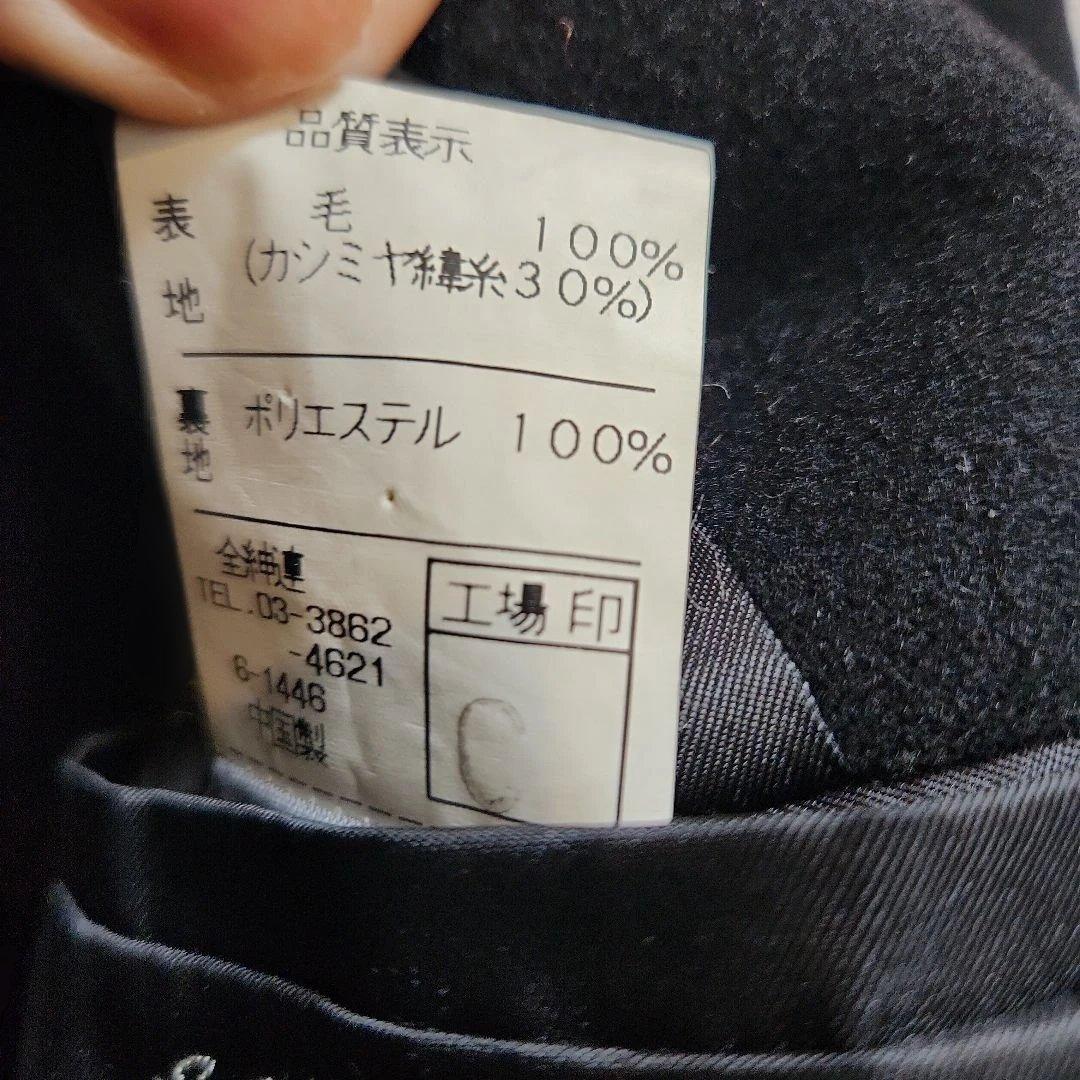 品質表示
表地 毛 100%
(カシミヤ緯糸30%)
裏地 ポリエステル 100%
全紳連
TEL.03-3862
-4621
6-1446
中国製
工場印
C